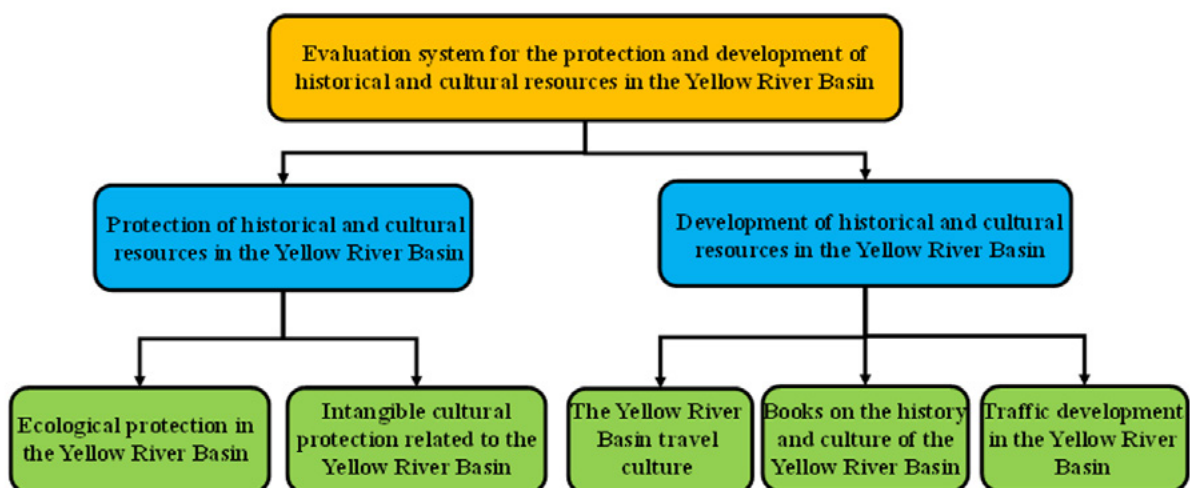 Evaluation system for the protection and development of
historical and cultural resources in the Yellow River Basin
Protection of historical and cultural
resources in the Yellow River Basin
Development of historical and cultural
resources in the Yellow River Basin
Ecological protection in
the Yellow River Basin
Intangible cultural
protection related to the
Yellow River Basin
The Yellow River
Basin travel
culture
Books on the history
and culture of the
Yellow River Basin
Traffic development
in the Yellow River
Basin